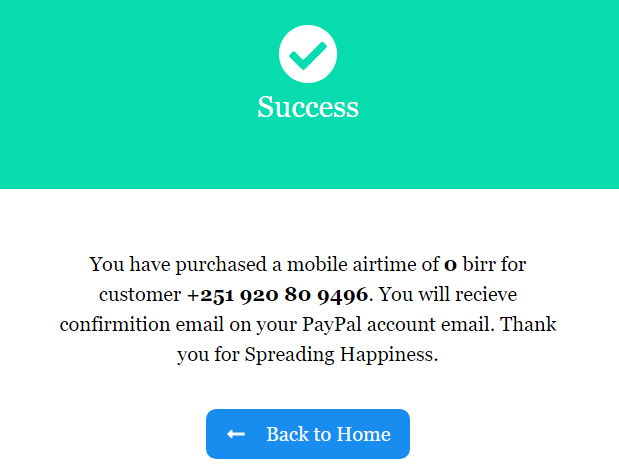 Success
You have purchased a mobile airtime of 0 birr for
customer +251 920 80 9496. You will recieve
confirmition email on your PayPal account email. Thank
you for Spreading Happiness.
Back to Home